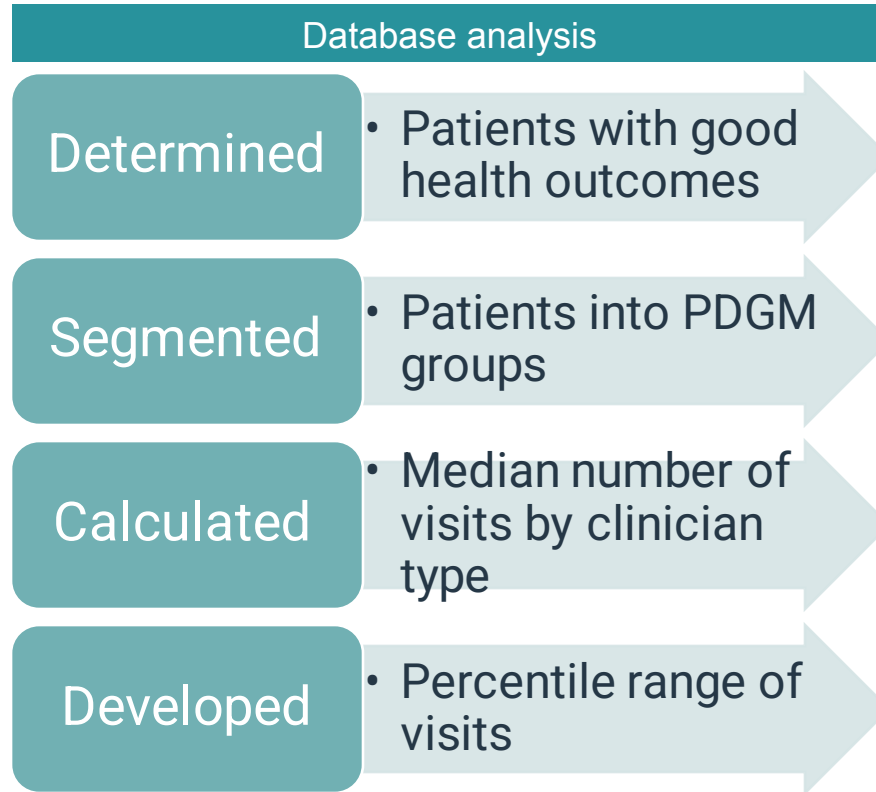 Database analysis
Determined
• Patients with good
health outcomes
Segmented
• Patients into PDGM
groups
Calculated
• Median number of
visits by clinician
type
Developed
• Percentile range of
visits